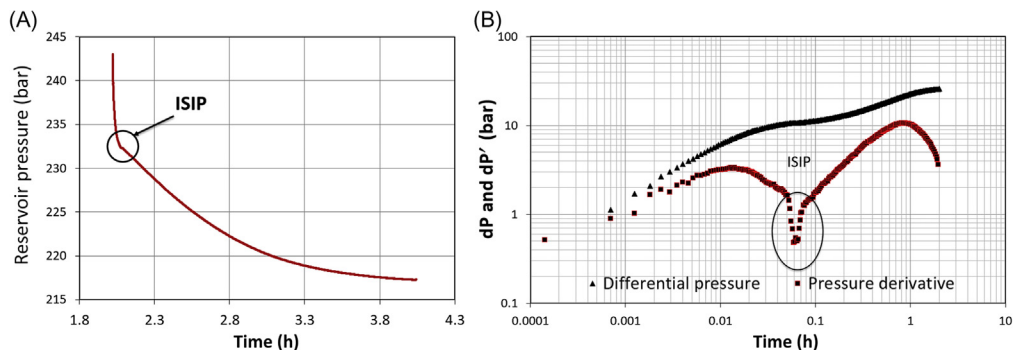 (A)
245
240
235
230
225
220
215
Reservoir pressure (bar)
ISIP
1.8 2.3 2.8 3.3 3.8 4.3
Time (h)
(B)
100
10
1
0.1
dP and dP′ (bar)
ISIP
Differential pressure Pressure derivative
0.0001 0.001 0.01 0.1 1 10
Time (h)